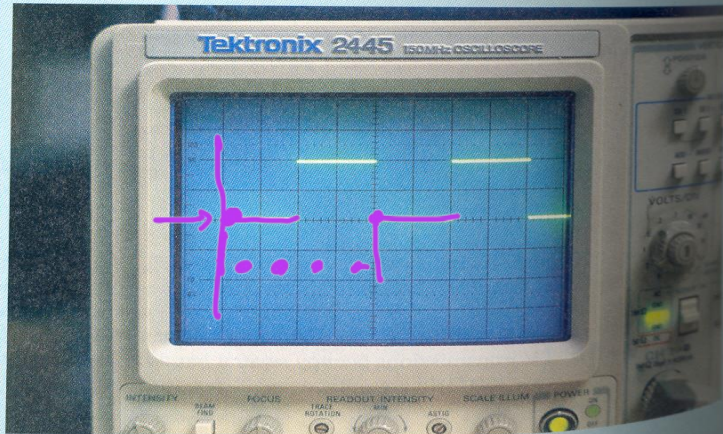 Tektronix 2445 150MHz OSCILLOSCOPE
VOLTS/DIV
INTENSITY
BEAM FIND
FOCUS
READOUT INTENSITY
TRACE ROTATION
MIX
ASTIG
SCALE ILLUM
POWER
ON
OFF